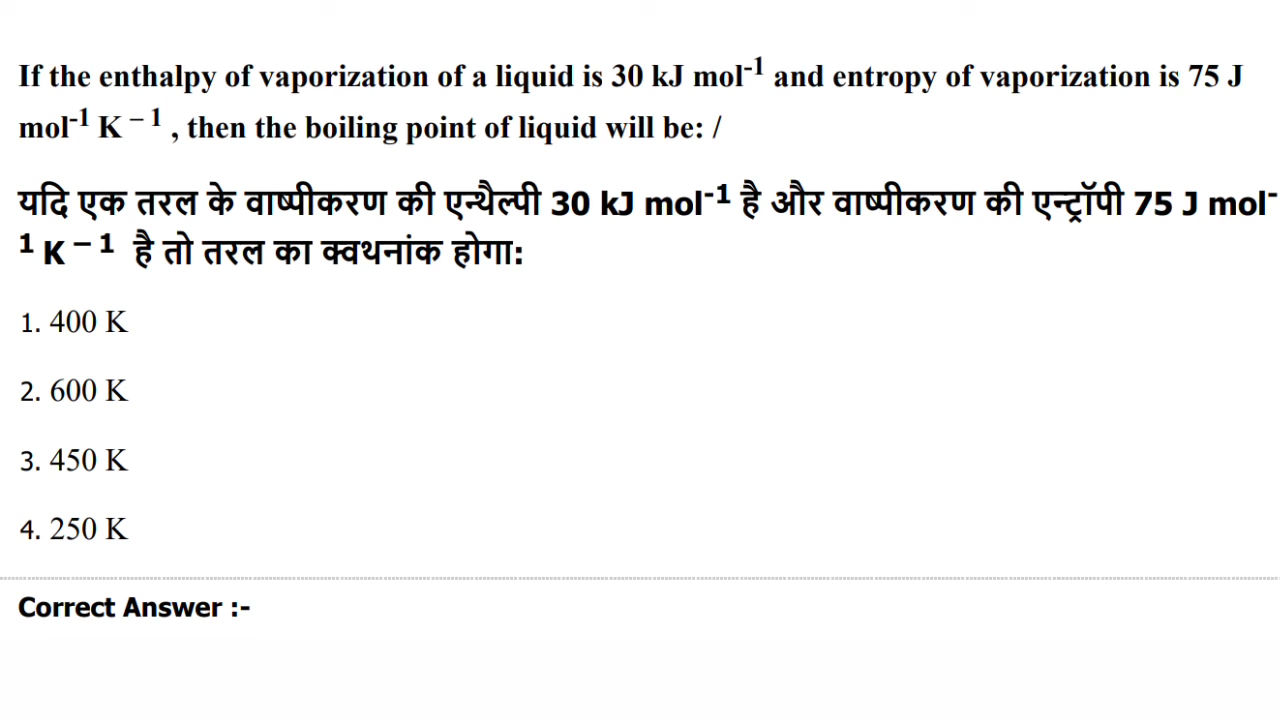 If the enthalpy of vaporization of a liquid is 30 kJ mol⁻¹ and entropy of vaporization is 75 J
mol⁻¹ K ⁻ ¹ , then the boiling point of liquid will be: /
यदि एक तरल के वाष्पीकरण की एन्थैल्पी 30 kJ mol⁻¹ है और वाष्पीकरण की एन्ट्रॉपी 75 J mol⁻
¹ K ⁻ ¹ है तो तरल का क्वथनांक होगा:
1. 400 K
2. 600 K
3. 450 K
4. 250 K
Correct Answer :-